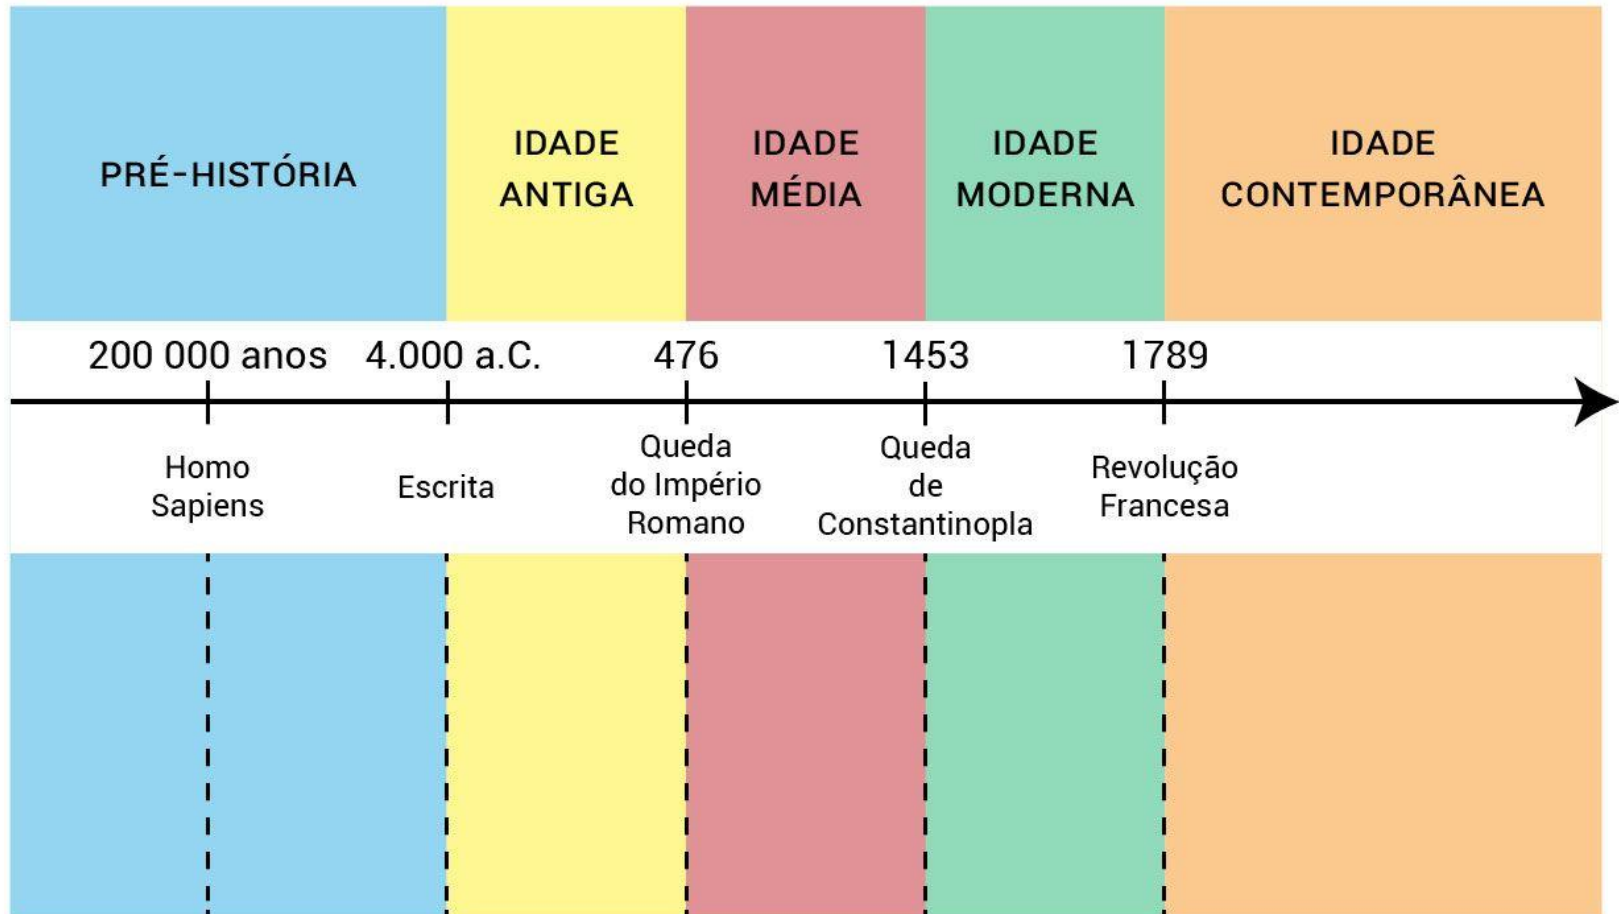 PRÉ-HISTÓRIA
IDADE
ANTIGA
IDADE
MÉDIA
IDADE
MODERNA
IDADE
CONTEMPORÂNEA
200 000 anos
4.000 a.C.
476
1453
1789
Homo
Sapiens
Escrita
Queda
do Império
Romano
Queda
de
Constantinopla
Revolução
Francesa